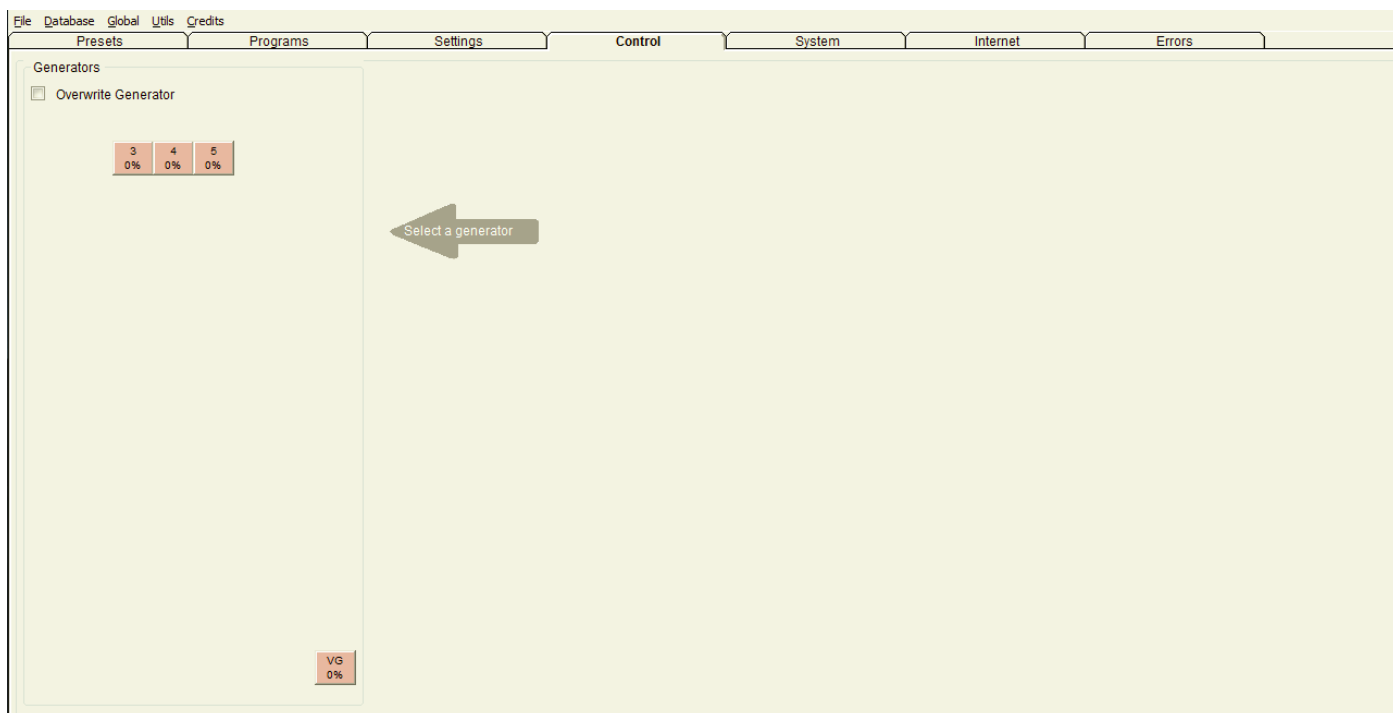 File Database Global Utils Credits
Presets Programs Settings Control System Internet Errors
Generators
Overwrite Generator
3 4 5
0% 0% 0%
Select a generator
VG
0%